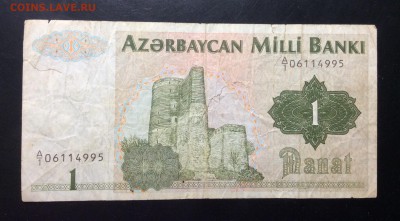 COINS.LAVE.RU
AZƏRBAYCAN MİLLİ BANKI
A/1 06114995
1
A/1 06114995
1 Manat